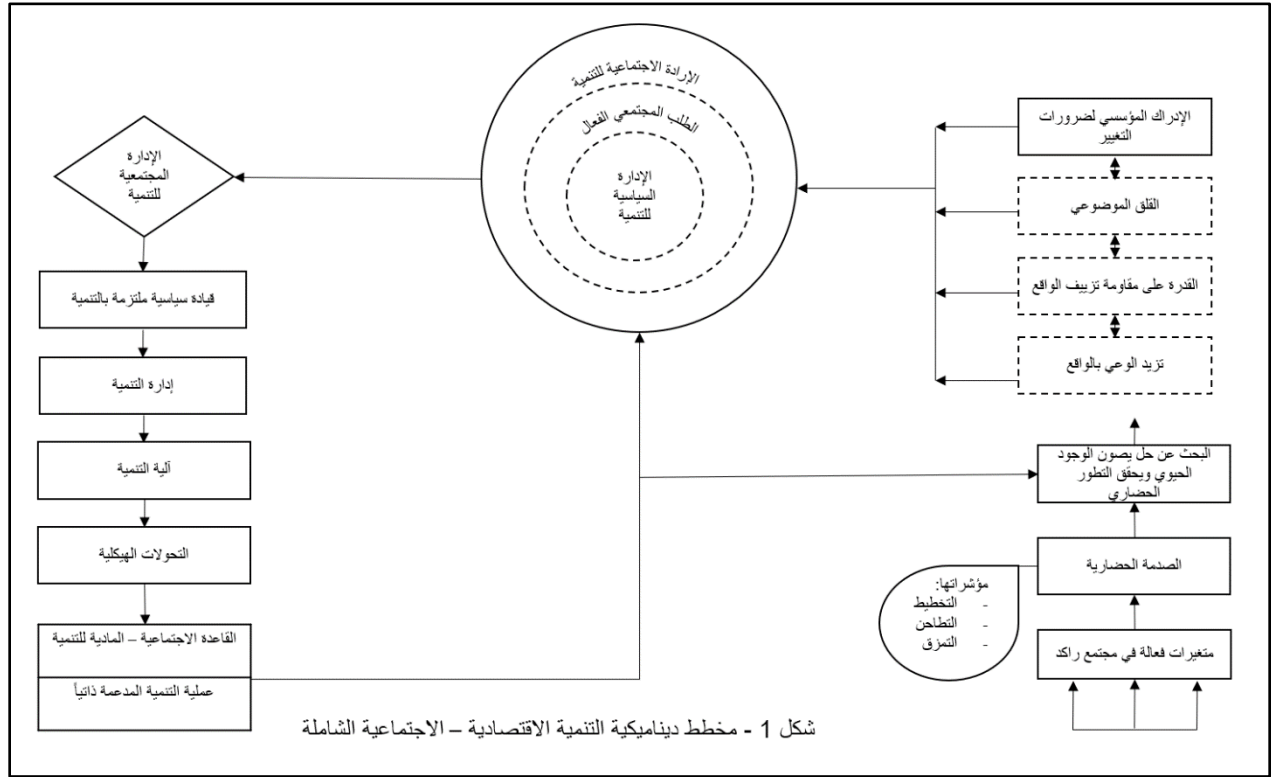 الإدراك المؤسسي لضرورات
التغيير
القلق الموضوعي
القدرة على مقاومة تزييف الواقع
تزيد الوعي بالواقع
البحث عن حل يصون الوجود
الحيوي ويحقق التطور
الحضاري
الصدمة الحضارية
مؤشراتها:
- التخطيط
- التطاحن
- التمزق
متغيرات فعالة في مجتمع راكد
الإرادة الاجتماعية للتنمية
الطلب المجتمعي الفعال
الإدارة
السياسية
للتنمية
الإدارة
المجتمعية
للتنمية
قيادة سياسية ملتزمة بالتنمية
إدارة التنمية
آلية التنمية
التحولات الهيكلية
القاعدة الاجتماعية – المادية للتنمية
عملية التنمية المدعمة ذاتياً
شكل 1 - مخطط ديناميكية التنمية الاقتصادية – الاجتماعية الشاملة